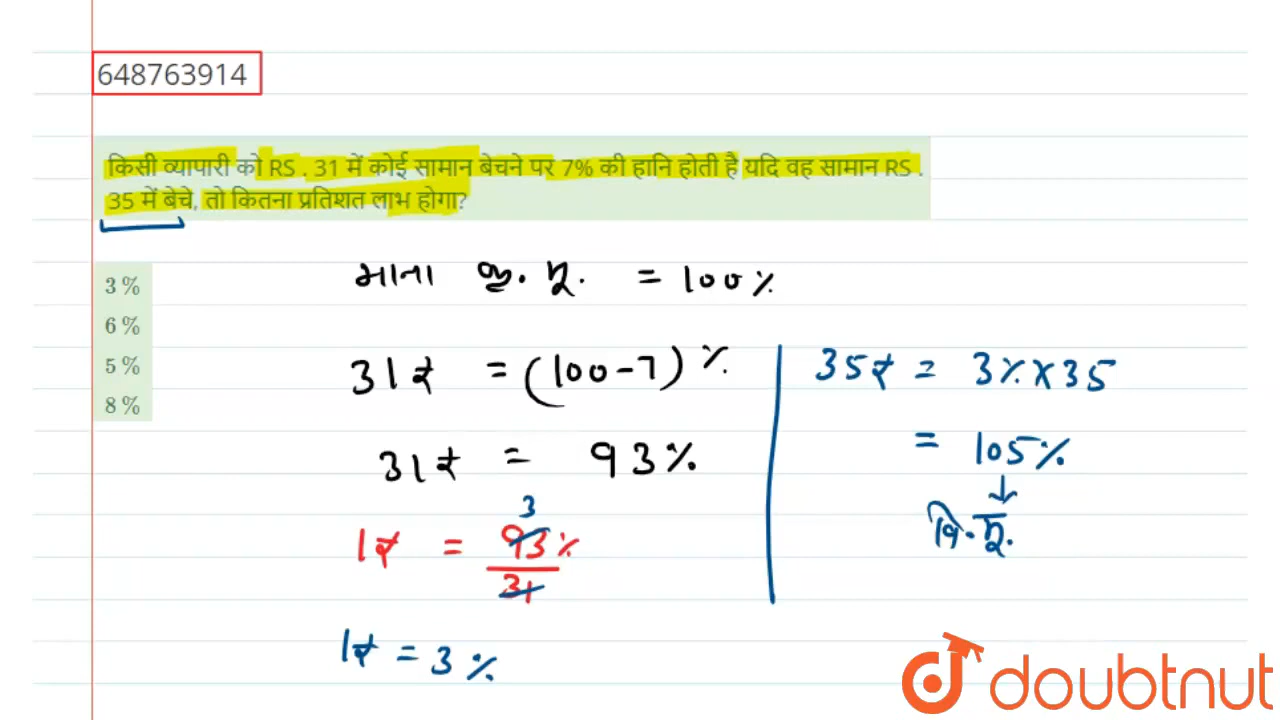 648763914
किसी व्यापारी को RS . 31 में कोई सामान बेचने पर 7% की हानि होती है यदि वह सामान RS .
35 में बेचे, तो कितना प्रतिशत लाभ होगा?
3 %
6 %
5 %
8 %
माना क्र. मू. = 100 %
31₹ = (100-7) %
31₹ = 93%
1₹ = 93% / 31
3
1₹ = 3 %
35₹ = 3% x 35
= 105%
↓
वि. मू.
doubtnut